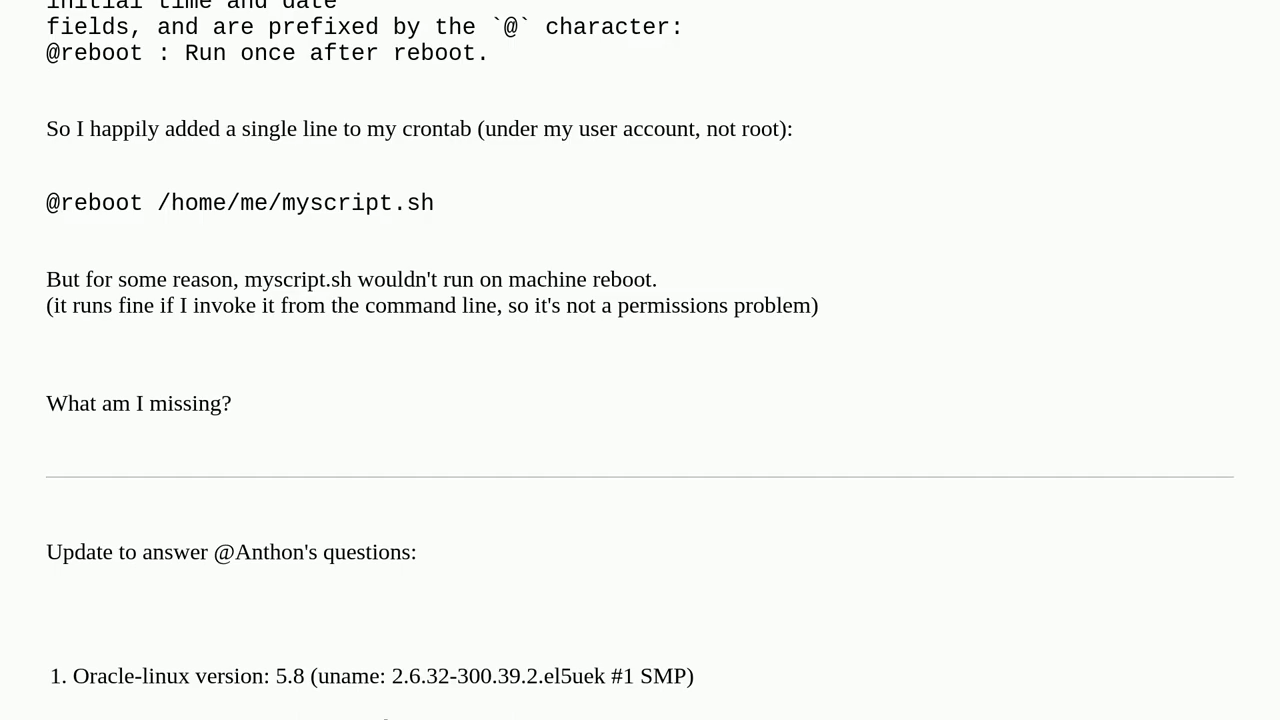 initial time and date
fields, and are prefixed by the `@` character:
@reboot : Run once after reboot.
So I happily added a single line to my crontab (under my user account, not root):
@reboot /home/me/myscript.sh
But for some reason, myscript.sh wouldn't run on machine reboot.
(it runs fine if I invoke it from the command line, so it's not a permissions problem)
What am I missing?
Update to answer @Anthon's questions:
1. Oracle-linux version: 5.8 (uname: 2.6.32-300.39.2.el5uek #1 SMP)